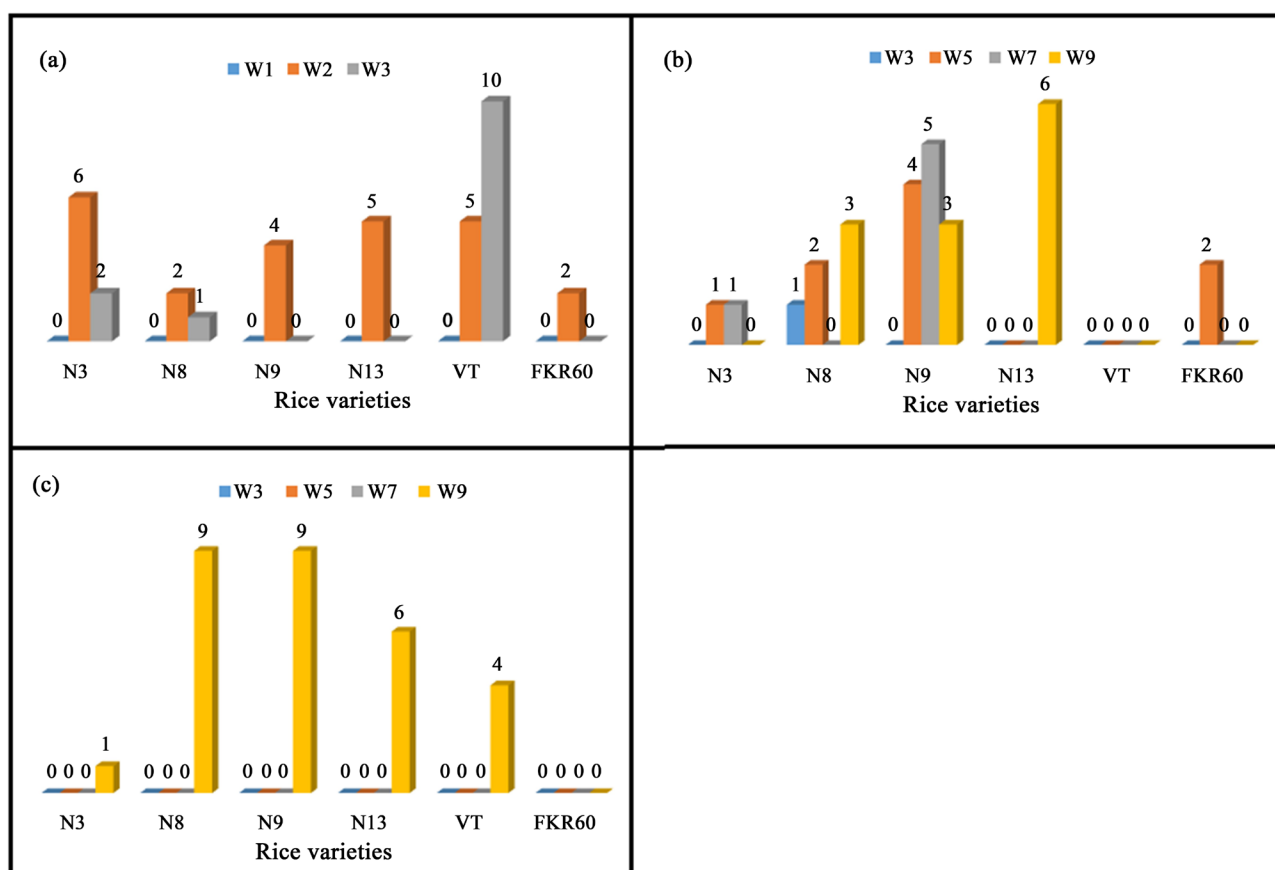 (a)
W1 W2 W3
10
6
5 5
4
2 2 2
1
0 0 0 0 0 0 0 0 0
N3 N8 N9 N13 VT FKR60
Rice varieties
(b)
W3 W5 W7 W9
6
5
4
3 3
2 2
1 1 1
0 0 0 0 0 0 0 0 0 0 0 0 0 0
N3 N8 N9 N13 VT FKR60
Rice varieties
(c)
W3 W5 W7 W9
9 9
6
4
1
0 0 0 0 0 0 0 0 0 0 0 0 0 0 0 0 0 0 0
N3 N8 N9 N13 VT FKR60
Rice varieties